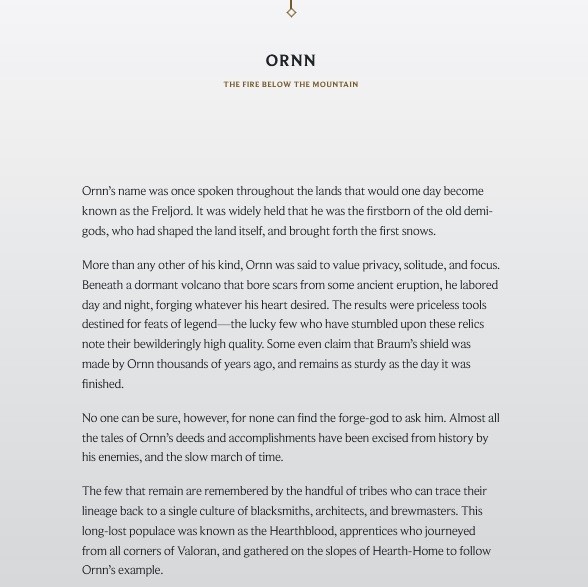 ORNN
THE FIRE BELOW THE MOUNTAIN
Ornn's name was once spoken throughout the lands that would one day become
known as the Freljord. It was widely held that he was the firstborn of the old demi-
gods, who had shaped the land itself, and brought forth the first snows.
More than any other of his kind, Ornn was said to value privacy, solitude, and focus.
Beneath a dormant volcano that bore scars from some ancient eruption, he labored
day and night, forging whatever his heart desired. The results were priceless tools
destined for feats of legend—the lucky few who have stumbled upon these relics
note their bewilderingly high quality. Some even claim that Braum's shield was
made by Ornn thousands of years ago, and remains as sturdy as the day it was
finished.
No one can be sure, however, for none can find the forge-god to ask him. Almost all
the tales of Ornn's deeds and accomplishments have been excised from history by
his enemies, and the slow march of time.
The few that remain are remembered by the handful of tribes who can trace their
lineage back to a single culture of blacksmiths, architects, and brewmasters. This
long-lost populace was known as the Hearthblood, apprentices who journeyed
from all corners of Valoran, and gathered on the slopes of Hearth-Home to follow
Ornn's example.